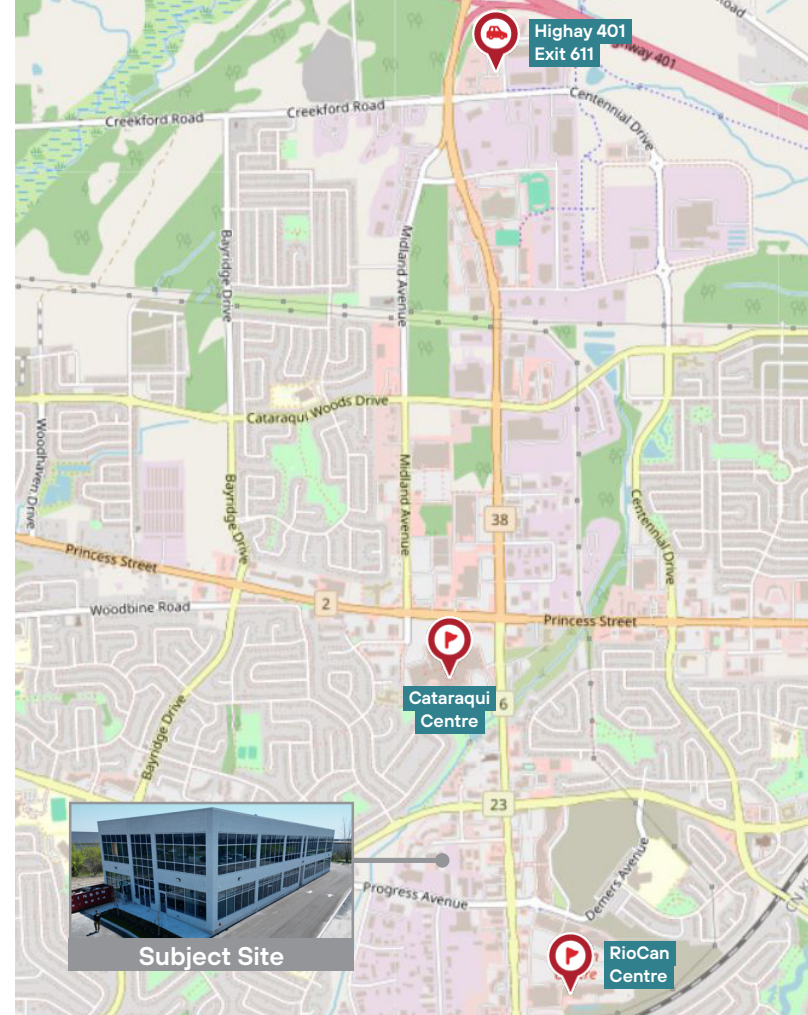 Highay 401
Exit 611
Road
Highway 401
Creekford Road
Creekford Road
Centennial Drive
Bayridge Drive
Midland Avenue
Cataraqui Woods Drive
Woodhaven Drive
Bayridge Drive
Midland Avenue
Centennial Drive
38
Princess Street
2
Woodbine Road
Princess Street
Cataraqui
Centre
6
Bayridge Drive
23
Progress Avenue
Demers Avenue
Subject Site
RioCan
Centre